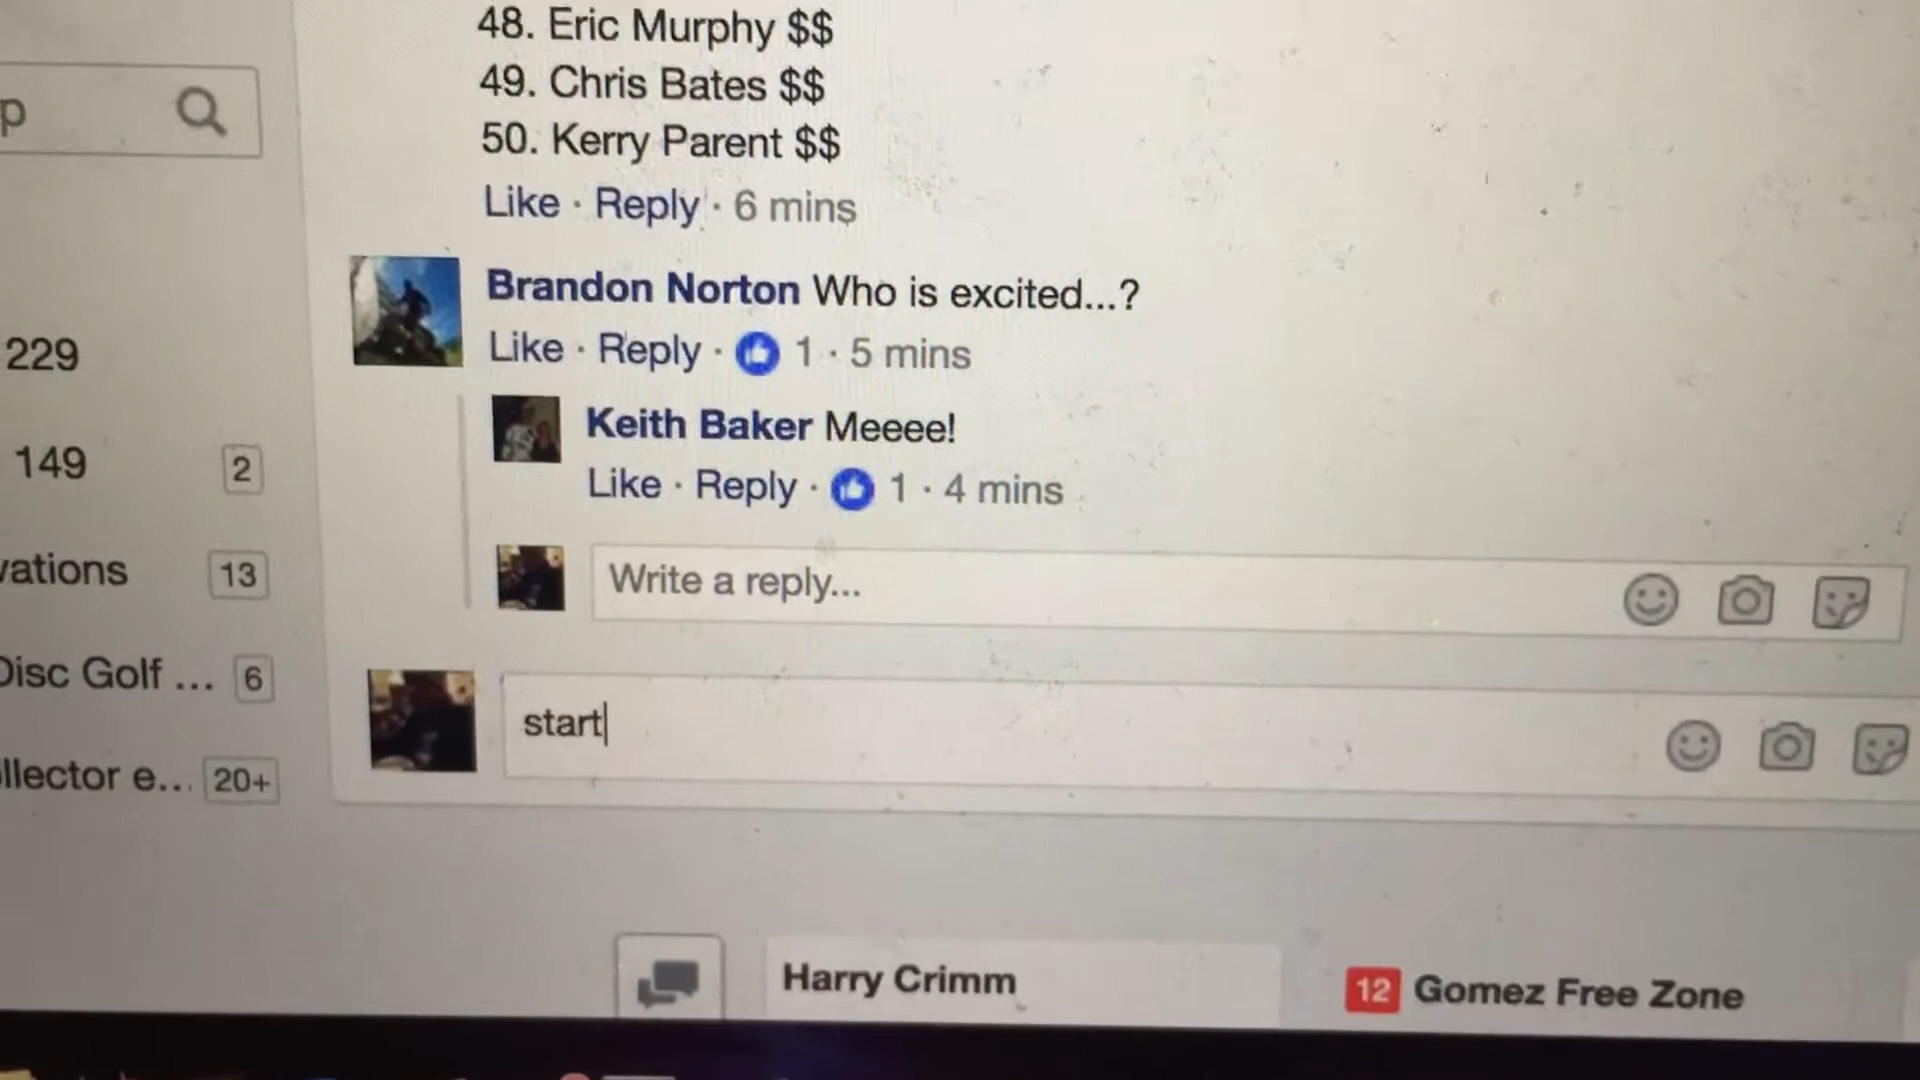 48. Eric Murphy $$
49. Chris Bates $$
50. Kerry Parent $$
Like · Reply · 6 mins
p
Brandon Norton Who is excited...?
Like · Reply · 1 · 5 mins
229
Keith Baker Meeee!
Like · Reply · 1 · 4 mins
149 2
Write a reply...
vations 13
Disc Golf ... 6
start
llector e... 20+
Harry Crimm
12 Gomez Free Zone